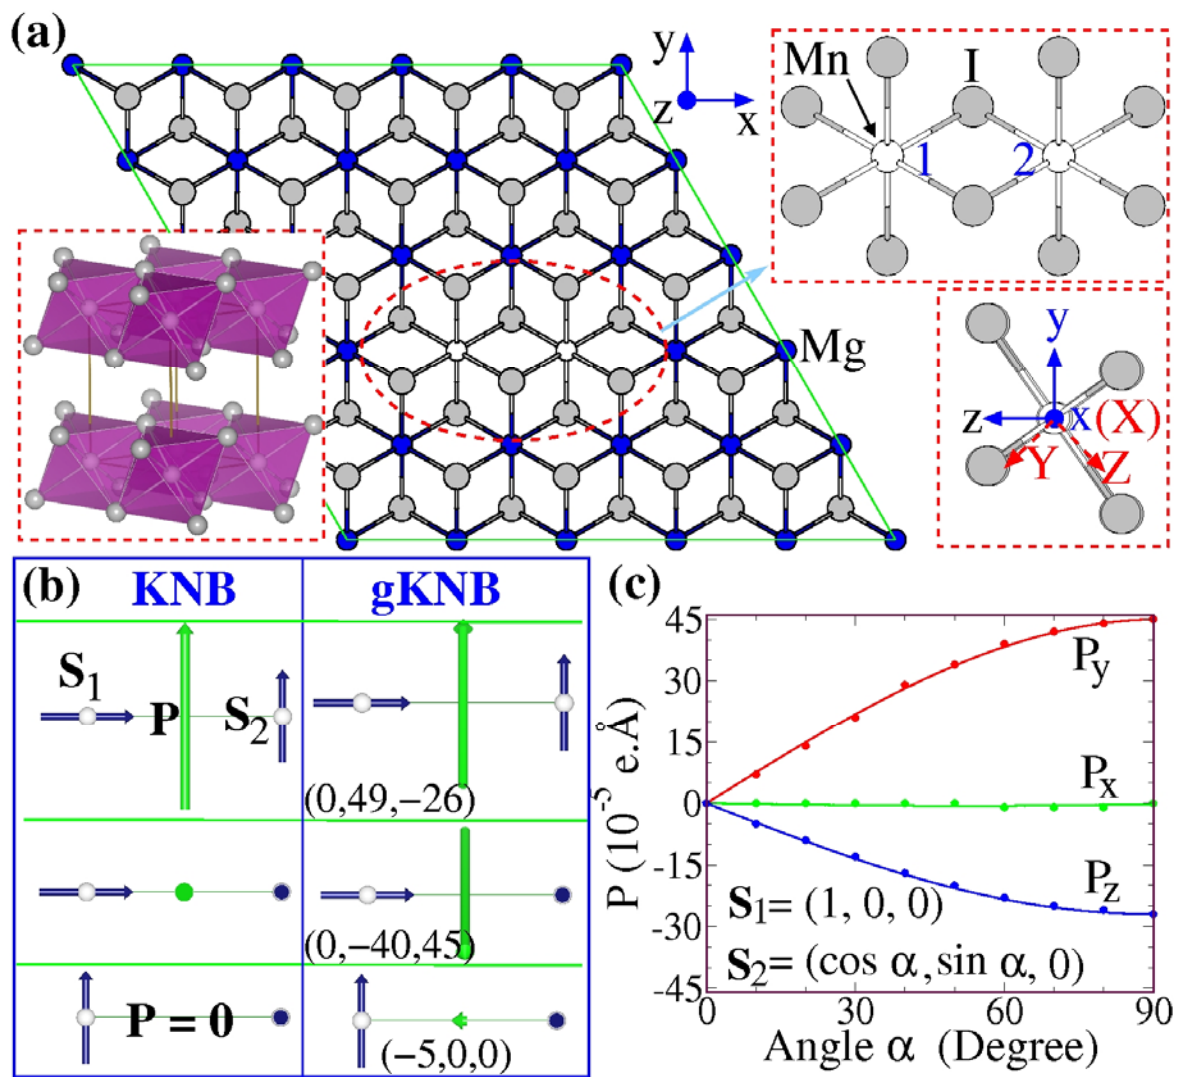 (a)
y
z
x
Mn
I
1
2
Mg
y
z
x
(X)
Y
Z
(b)
KNB
gKNB
S1
P
S2
(0,49,−26)
(0,−40,45)
P = 0
(−5,0,0)
(c)
P (10-5 e.Å)
45
30
15
0
-15
-30
-45
Py
Px
Pz
S1= (1, 0, 0)
S2= (cos α, sin α, 0)
0
30
60
90
Angle α (Degree)